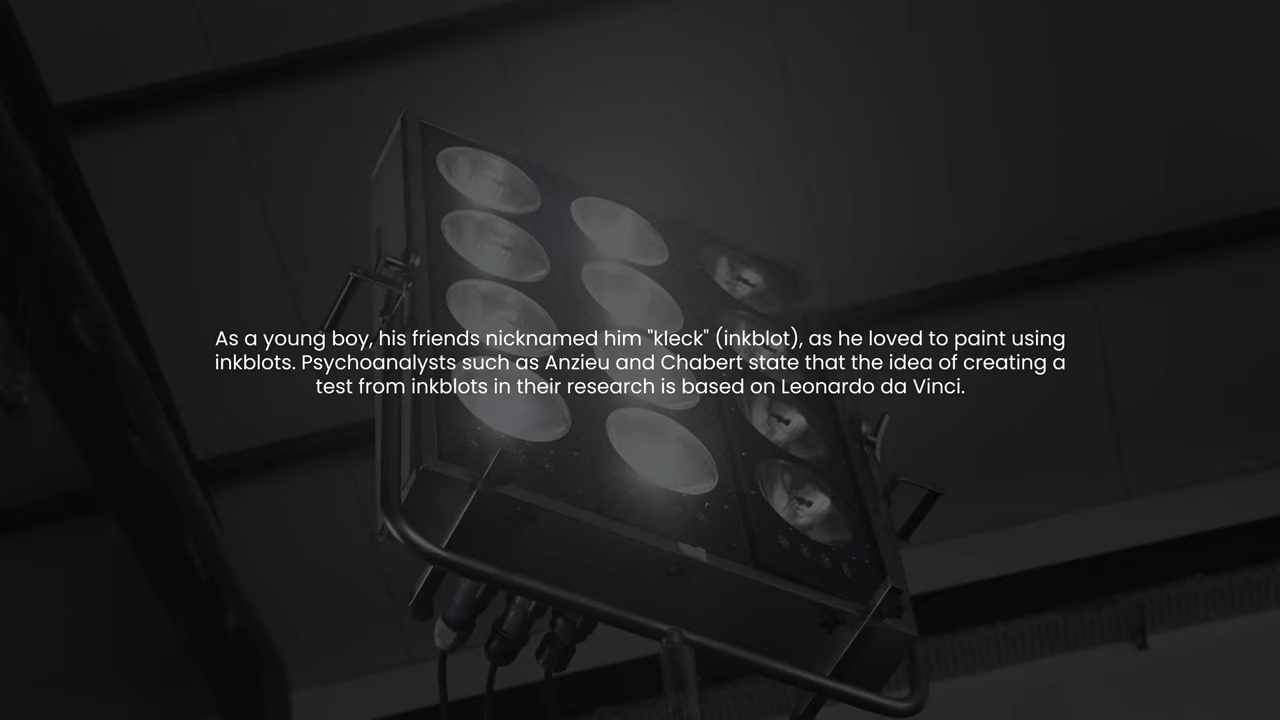 As a young boy, his friends nicknamed him "kleck" (inkblot), as he loved to paint using
inkblots. Psychoanalysts such as Anzieu and Chabert state that the idea of creating a
test from inkblots in their research is based on Leonardo da Vinci.